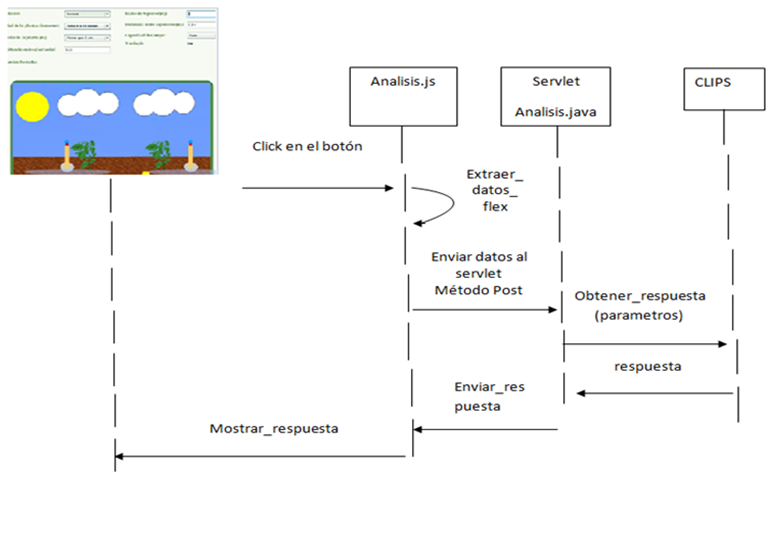 Analisis.js
Servlet
Analisis.java
CLIPS
Click en el botón
Extraer_
datos_
flex
Enviar datos al
servlet
Método Post
Obtener_respuesta
(parametros)
respuesta
Enviar_res
puesta
Mostrar_respuesta